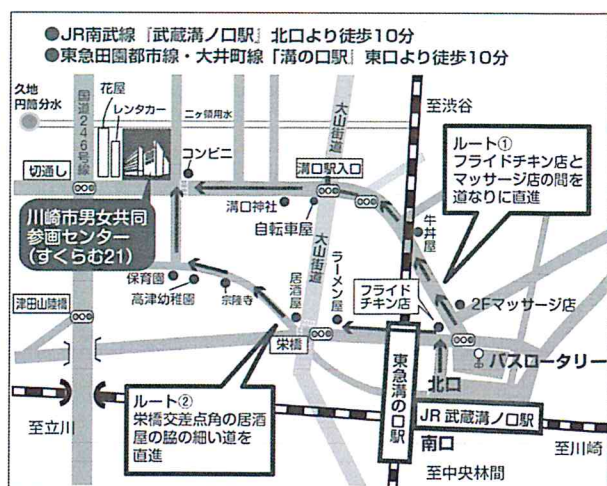 ●JR南武線『武蔵溝ノ口駅』北口より徒歩10分
●東急田園都市線・大井町線「溝の口駅』東口より徒歩10分
久地
円筒分水
国道246号線
花屋
レンタカー
二ヶ領用水
大山街道
至渋谷
コンビニ
切通し
溝口駅入口
溝口神社
自転車屋
ルート①
フライドチキン店と
マッサージ店の間を
道なりに直進
牛丼屋
川崎市男女共同
参画センター
(すくらむ21)
大山街道
ラーメン屋
居酒屋
フライド
チキン店
2Fマッサージ店
保育園
高津幼稚園
宗隆寺
津田山陸橋
栄橋
バスロータリー
北口
東急溝の口駅
JR 武蔵溝ノ口駅
南口
ルート②
栄橋交差点角の居酒
屋の脇の細い道を
直進
至立川
至川崎
至中央林間